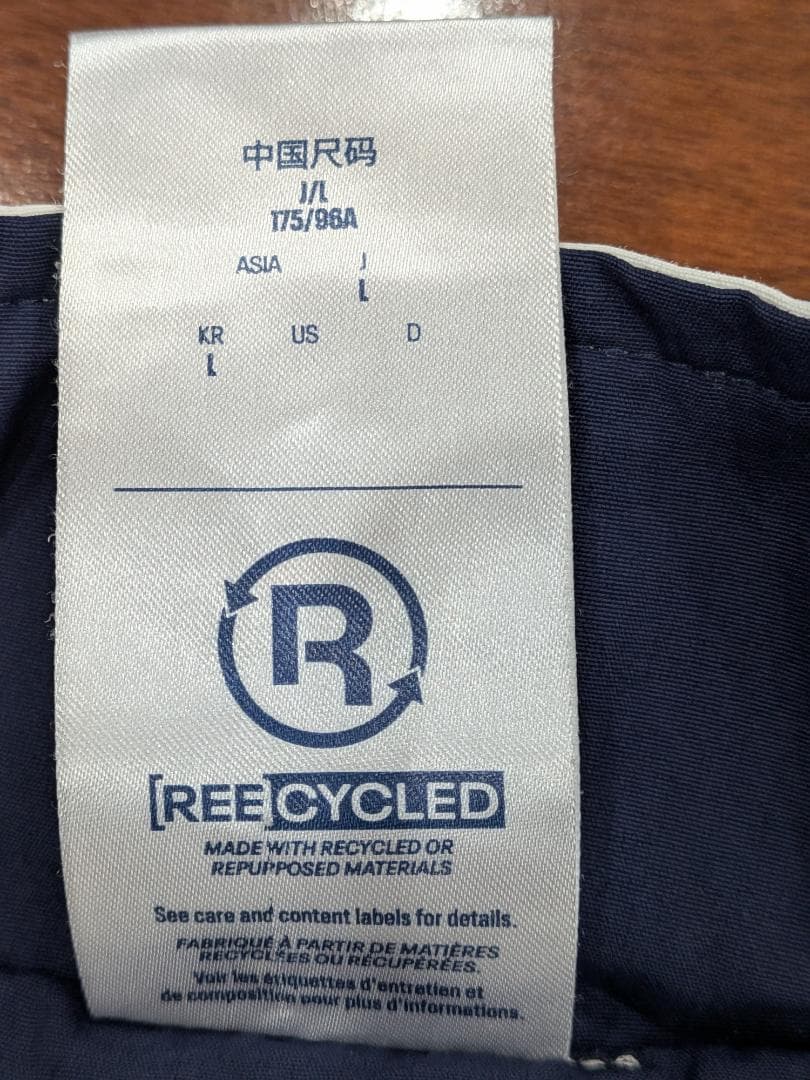 中国尺码
J/L
175/96A
ASIA J
L
KR US D
L
R
[REE]CYCLED
MADE WITH RECYCLED OR
REPURPOSED MATERIALS
See care and content labels for details.
FABRIQUÉ À PARTIR DE MATIÈRES
RECYCLÉES OU RÉCUPÉRÉES.
Voir les étiquettes d'entretien et
de composition pour plus d'informations.